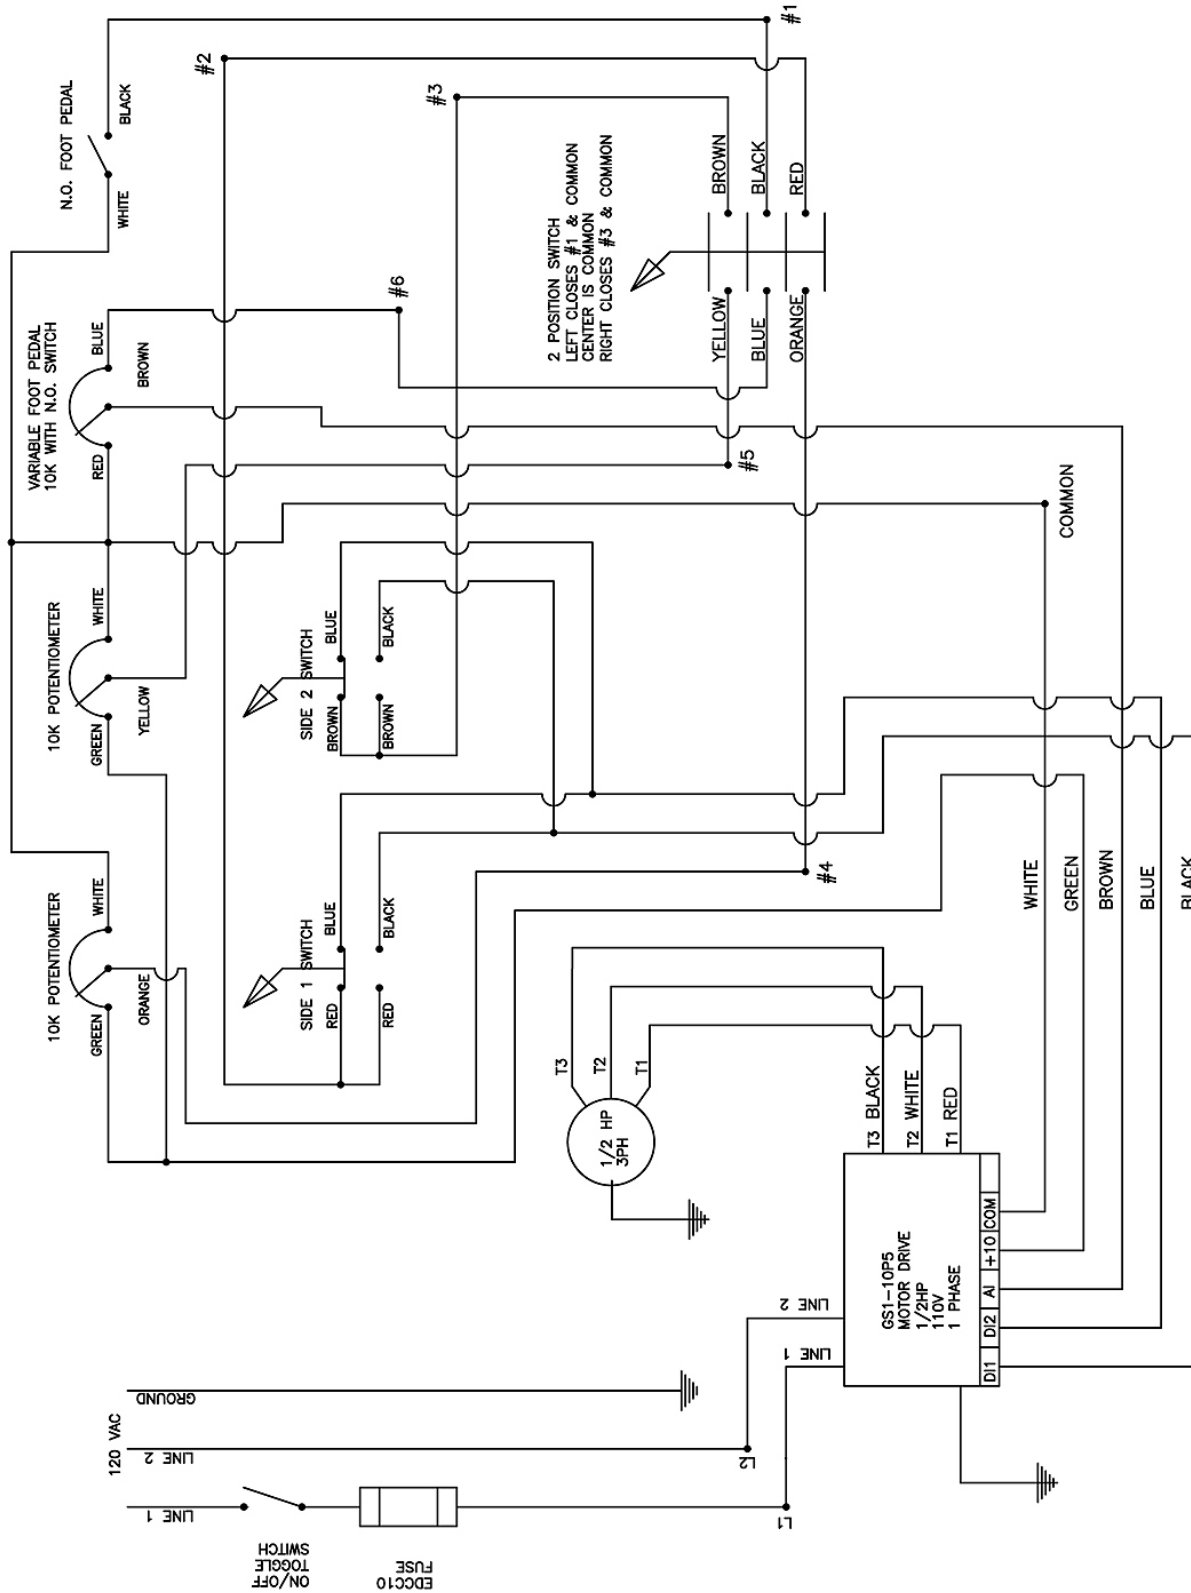 N.O. FOOT PEDAL
WHITE
BLACK
#1
#2
#3
VARIABLE FOOT PEDAL
10K WITH N.O. SWITCH
RED
BLUE
BROWN
#6
2 POSITION SWITCH
LEFT CLOSES #1 & COMMON
CENTER IS COMMON
RIGHT CLOSES #3 & COMMON
YELLOW
BROWN
BLUE
BLACK
ORANGE
RED
#5
COMMON
10K POTENTIOMETER
GREEN
WHITE
YELLOW
SIDE 2 SWITCH
BROWN
BLUE
BROWN
BLACK
10K POTENTIOMETER
GREEN
WHITE
ORANGE
SIDE 1 SWITCH
RED
BLUE
RED
BLACK
#4
WHITE
GREEN
BROWN
BLUE
BLACK
T3
T2
T1
1/2 HP
3PH
T3 BLACK
T2 WHITE
T1 RED
GS1-10P5
MOTOR DRIVE
1/2HP
110V
1 PHASE
DI1
DI2
AI
+10
COM
LINE 2
LINE 1
GROUND
120 VAC
LINE 2
LINE 1
L2
L1
ON/OFF
TOGGLE
SWITCH
EDCC10
FUSE